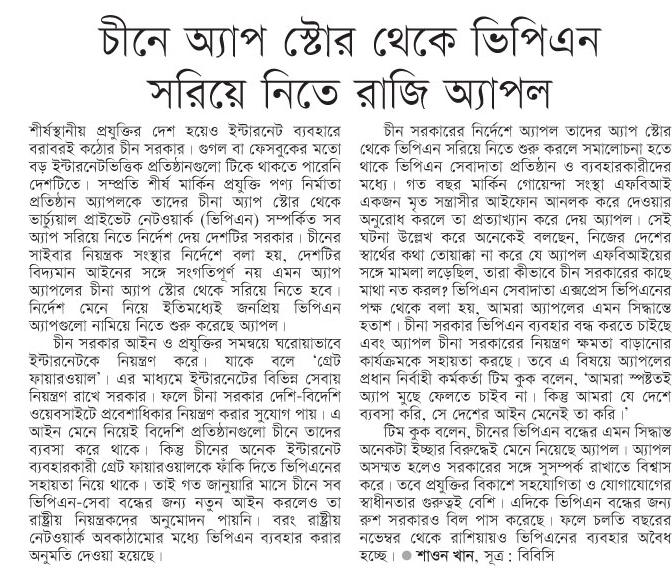 চীনে অ্যাপ স্টোর থেকে ভিপিএন
সরিয়ে নিতে রাজি অ্যাপল
শীর্ষস্থানীয় প্রযুক্তির দেশ হয়েও ইন্টারনেট ব্যবহারে
বরাবরই কঠোর চীন সরকার। গুগল বা ফেসবুকের মতো
বড় ইন্টারনেটভিত্তিক প্রতিষ্ঠানগুলো টিকে থাকতে পারেনি
দেশটিতে। সম্প্রতি শীর্ষ মার্কিন প্রযুক্তি পণ্য নির্মাতা
প্রতিষ্ঠান অ্যাপলকে তাদের চীনা অ্যাপ স্টোর থেকে
ভার্চ্যুয়াল প্রাইভেট নেটওয়ার্ক (ভিপিএন) সম্পর্কিত সব
অ্যাপ সরিয়ে নিতে নির্দেশ দেয় দেশটির সরকার। চীনের
সাইবার নিয়ন্ত্রক সংস্থার নির্দেশে বলা হয়, দেশটির
বিদ্যমান আইনের সঙ্গে সংগতিপূর্ণ নয় এমন অ্যাপ
অ্যাপলের চীনা অ্যাপ স্টোর থেকে সরিয়ে নিতে হবে।
নির্দেশ মেনে নিয়ে ইতিমধ্যেই জনপ্রিয় ভিপিএন
অ্যাপগুলো নামিয়ে নিতে শুরু করেছে অ্যাপল।
চীন সরকার আইন ও প্রযুক্তির সমন্বয়ে ঘরোয়াভাবে
ইন্টারনেটকে নিয়ন্ত্রণ করে। যাকে বলে ‘গ্রেট
ফায়ারওয়াল’। এর মাধ্যমে ইন্টারনেটের বিভিন্ন সেবায়
নিয়ন্ত্রণ রাখে সরকার। ফলে চীনা সরকার দেশি-বিদেশি
ওয়েবসাইটে প্রবেশাধিকার নিয়ন্ত্রণ করার সুযোগ পায়। এ
আইন মেনে নিয়েই বিদেশি প্রতিষ্ঠানগুলো চীনে তাদের
ব্যবসা করে থাকে। কিন্তু চীনের অনেক ইন্টারনেট
ব্যবহারকারী গ্রেট ফায়ারওয়ালকে ফাঁকি দিতে ভিপিএনের
সহায়তা নিয়ে থাকে। তাই গত জানুয়ারি মাসে চীনে সব
ভিপিএন-সেবা বন্ধের জন্য নতুন আইন করলেও তা
রাষ্ট্রীয় নিয়ন্ত্রকদের অনুমোদন পায়নি। বরং রাষ্ট্রীয়
নেটওয়ার্ক অবকাঠামোর মধ্যে ভিপিএন ব্যবহার করার
অনুমতি দেওয়া হয়েছে।
চীন সরকারের নির্দেশে অ্যাপল তাদের অ্যাপ স্টোর
থেকে ভিপিএন সরিয়ে নিতে শুরু করলে সমালোচনা হতে
থাকে ভিপিএন সেবাদাতা প্রতিষ্ঠান ও ব্যবহারকারীদের
মধ্যে। গত বছর মার্কিন গোয়েন্দা সংস্থা এফবিআই
একজন মৃত সন্ত্রাসীর আইফোন আনলক করে দেওয়ার
অনুরোধ করলে তা প্রত্যাখ্যান করে দেয় অ্যাপল। সেই
ঘটনা উল্লেখ করে অনেকেই বলছেন, নিজের দেশের
স্বার্থের কথা তোয়াক্কা না করে যে অ্যাপল এফবিআইয়ের
সঙ্গে মামলা লড়েছিল, তারা কীভাবে চীন সরকারের কাছে
মাথা নত করল? ভিপিএন সেবাদাতা এক্সপ্রেস ভিপিএনের
পক্ষ থেকে বলা হয়, আমরা অ্যাপলের এমন সিদ্ধান্তে
হতাশ। চীনা সরকার ভিপিএন ব্যবহার বন্ধ করতে চাইছে
এবং অ্যাপল চীনা সরকারের নিয়ন্ত্রণ ক্ষমতা বাড়ানোর
কার্যক্রমকে সহায়তা করছে। তবে এ বিষয়ে অ্যাপলের
প্রধান নির্বাহী কর্মকর্তা টিম কুক বলেন, ‘আমরা স্পষ্টতই
অ্যাপ মুছে ফেলতে চাইব না। কিন্তু আমরা যে দেশে
ব্যবসা করি, সে দেশের আইন মেনেই তা করি।’
টিম কুক বলেন, চীনের ভিপিএন বন্ধের এমন সিদ্ধান্ত
অনেকটা ইচ্ছার বিরুদ্ধেই মেনে নিয়েছে অ্যাপল। অ্যাপল
অসম্মত হলেও সরকারের সঙ্গে সুসম্পর্ক রাখাতে বিশ্বাস
করে। তবে প্রযুক্তির বিকাশে সহযোগিতা ও যোগাযোগের
স্বাধীনতার গুরুত্বই বেশি। এদিকে ভিপিএন বন্ধের জন্য
রুশ সরকারও বিল পাস করেছে। ফলে চলতি বছরের
নভেম্বর থেকে রাশিয়ায়ও ভিপিএনের ব্যবহার অবৈধ
হচ্ছে। ● শাওন খান, সূত্র : বিবিসি